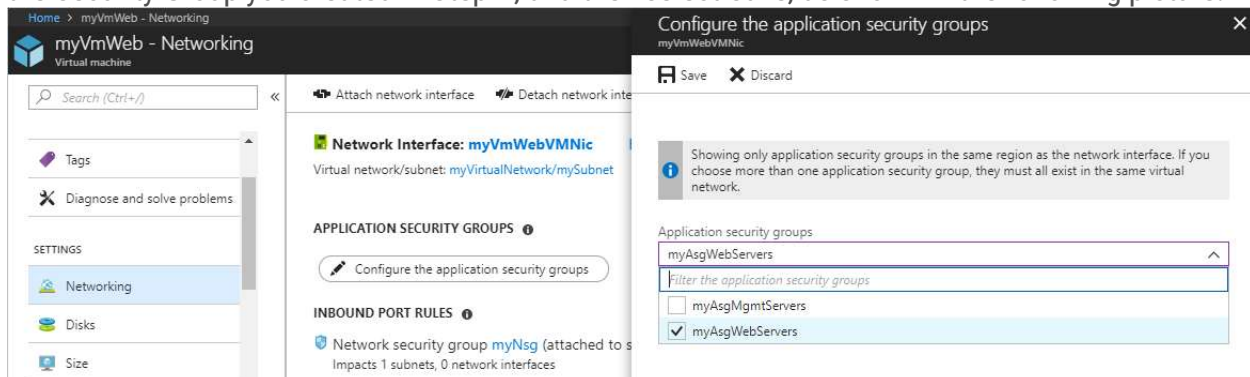 Home > myVmWeb - Networking
myVmWeb - Networking
Virtual machine
Search (Ctrl+/)
«
Tags
Diagnose and solve problems
SETTINGS
Networking
Disks
Size
Attach network interface Detach network inte
Network Interface: myVmWebVMNic
Virtual network/subnet: myVirtualNetwork/mySubnet
APPLICATION SECURITY GROUPS
Configure the application security groups
INBOUND PORT RULES
Network security group myNsg (attached to s
Impacts 1 subnets, 0 network interfaces
Configure the application security groups
myVmWebVMNic
Save Discard
Showing only application security groups in the same region as the network interface. If you
choose more than one application security group, they must all exist in the same virtual
network.
Application security groups
myAsgWebServers
Filter the application security groups
myAsgMgmtServers
myAsgWebServers